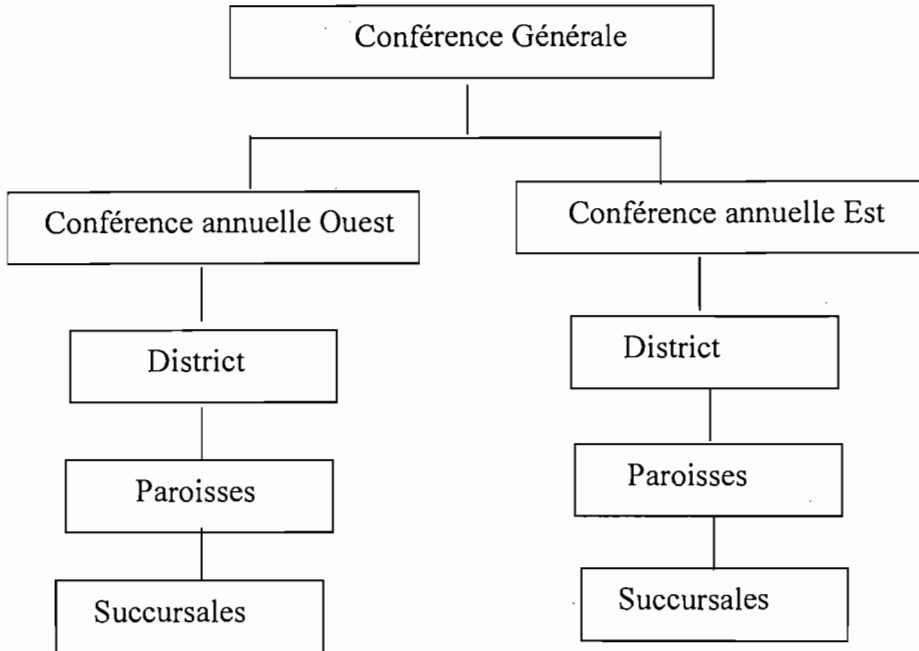 Conférence Générale
Conférence annuelle Ouest
Conférence annuelle Est
District
District
Paroisses
Paroisses
Succursales
Succursales